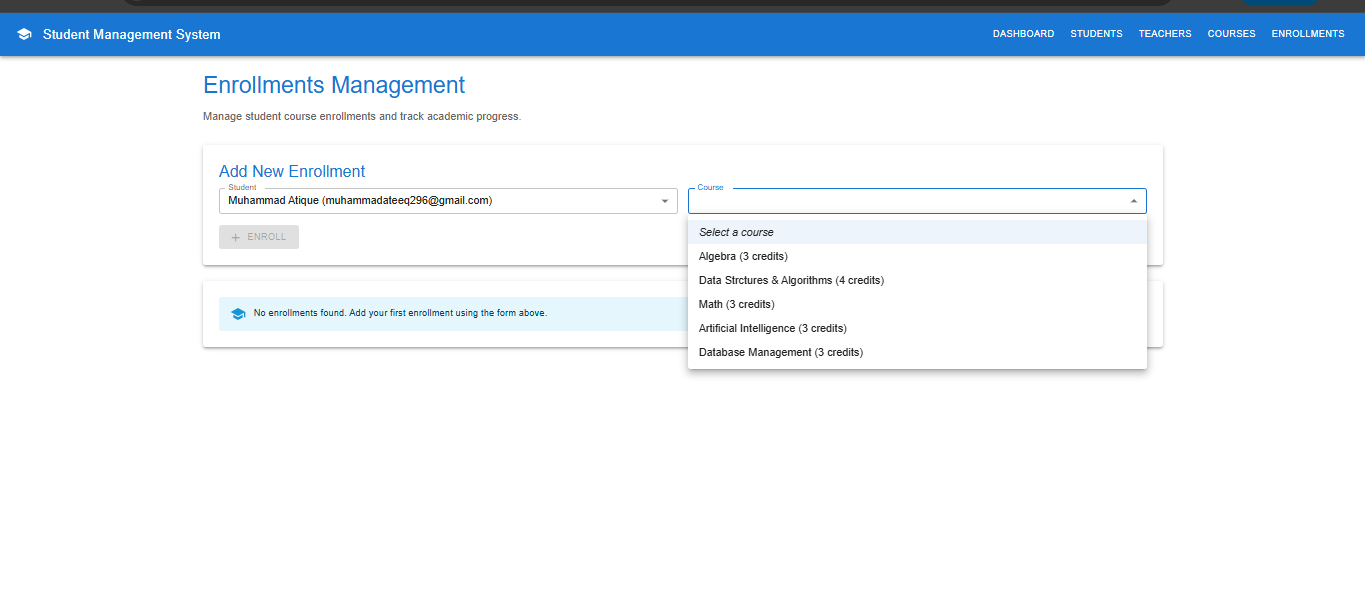 Student Management System
DASHBOARD STUDENTS TEACHERS COURSES ENROLLMENTS
Enrollments Management
Manage student course enrollments and track academic progress.
Add New Enrollment
Student
Muhammad Atique (muhammadateeq296@gmail.com)
Course
Select a course
Algebra (3 credits)
Data Strctures & Algorithms (4 credits)
Math (3 credits)
Artificial Intelligence (3 credits)
Database Management (3 credits)
+ ENROLL
No enrollments found. Add your first enrollment using the form above.